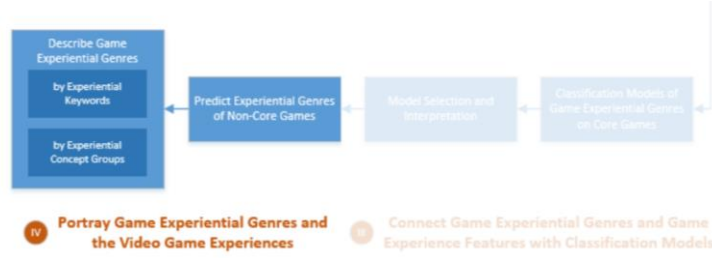 Describe Game
Experiential Genres
by Experiential
Keywords
by Experiential
Concept Groups
Predict Experiential Genres
of Non-Core Games
Model Selection and
Interpretation
Classification Models of
Game Experiential Genres
on Core Games
IV
Portray Game Experiential Genres and
the Video Game Experiences
III
Connect Game Experiential Genres and Game
Experience Features with Classification Models